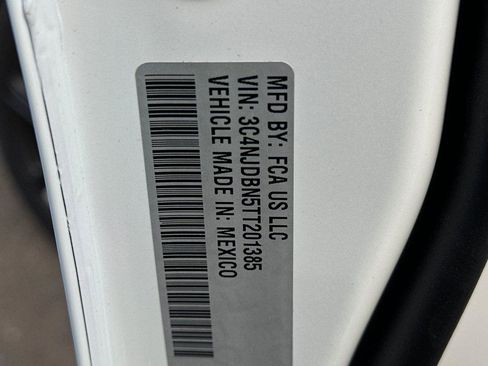 MFD BY: FCA US LLC
VIN: 3C4NJDBN5TT201385
VEHICLE MADE IN: MEXICO